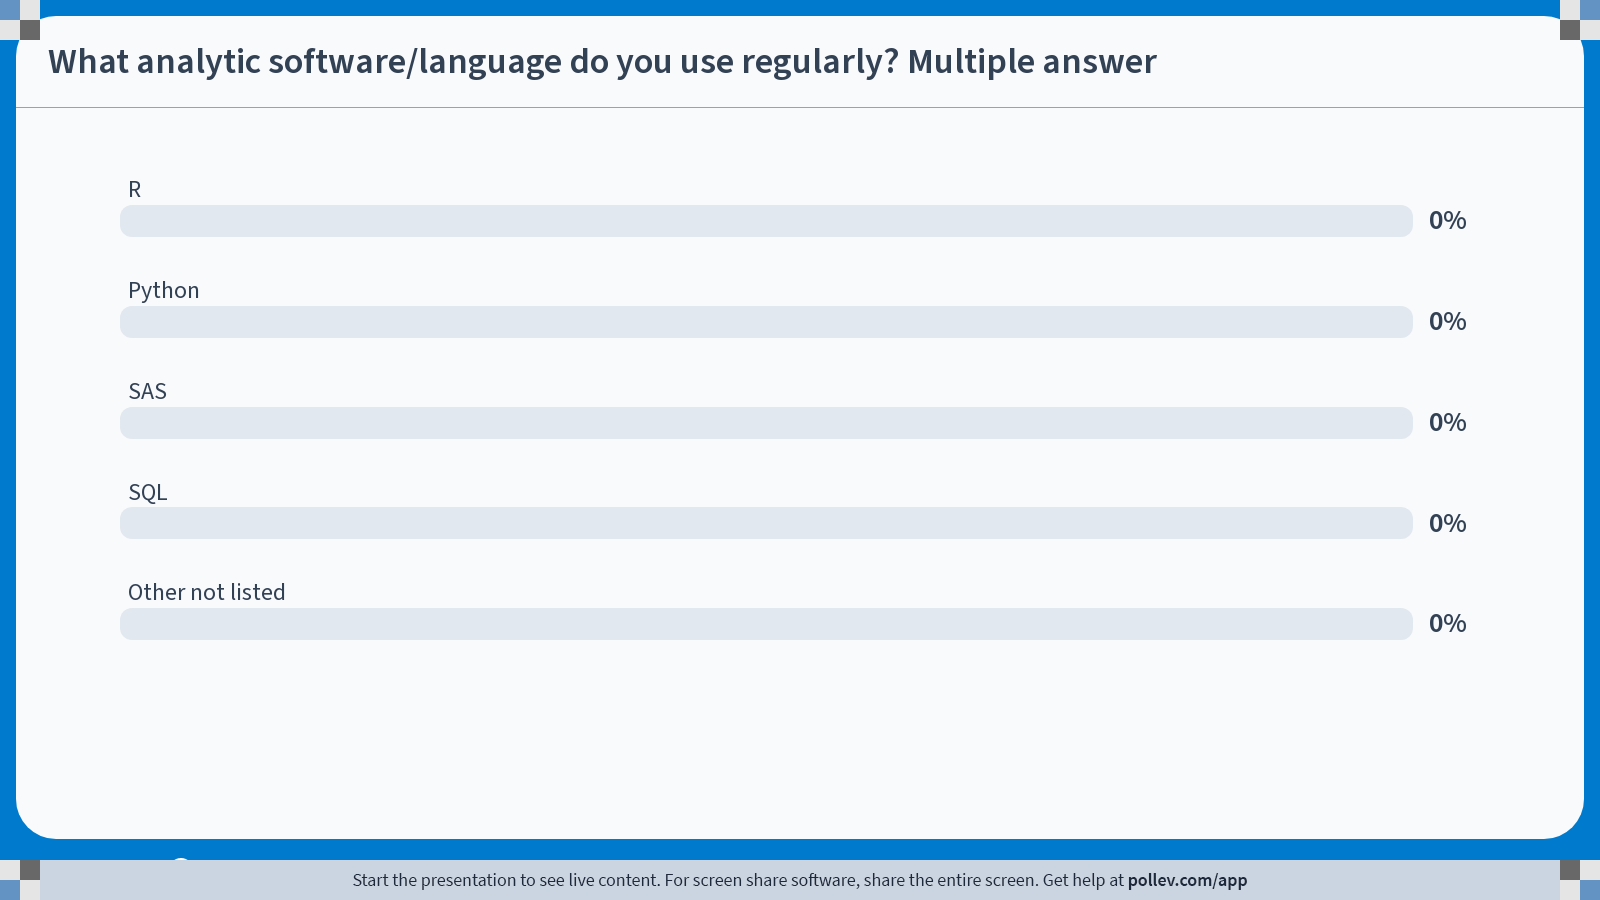 What analytic software/language do you use regularly? Multiple answer
R
0%
Python
0%
SAS
0%
SQL
0%
Other not listed
0%
Start the presentation to see live content. For screen share software, share the entire screen. Get help at pollev.com/app